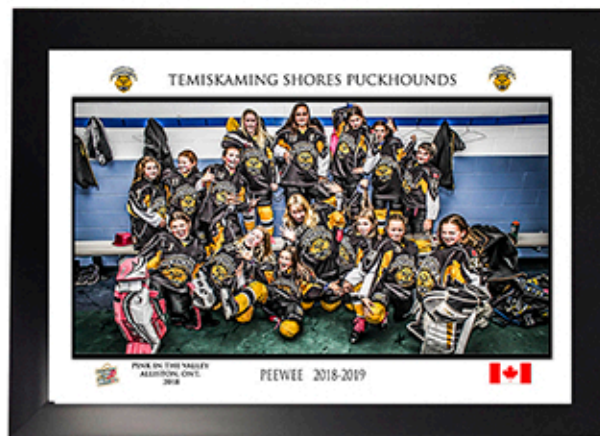 TEMISKAMING SHORES PUCKHOUNDS
PINK IN THE VALLEY
ALLISTON, ONT.
2018
PEEWEE 2018-2019